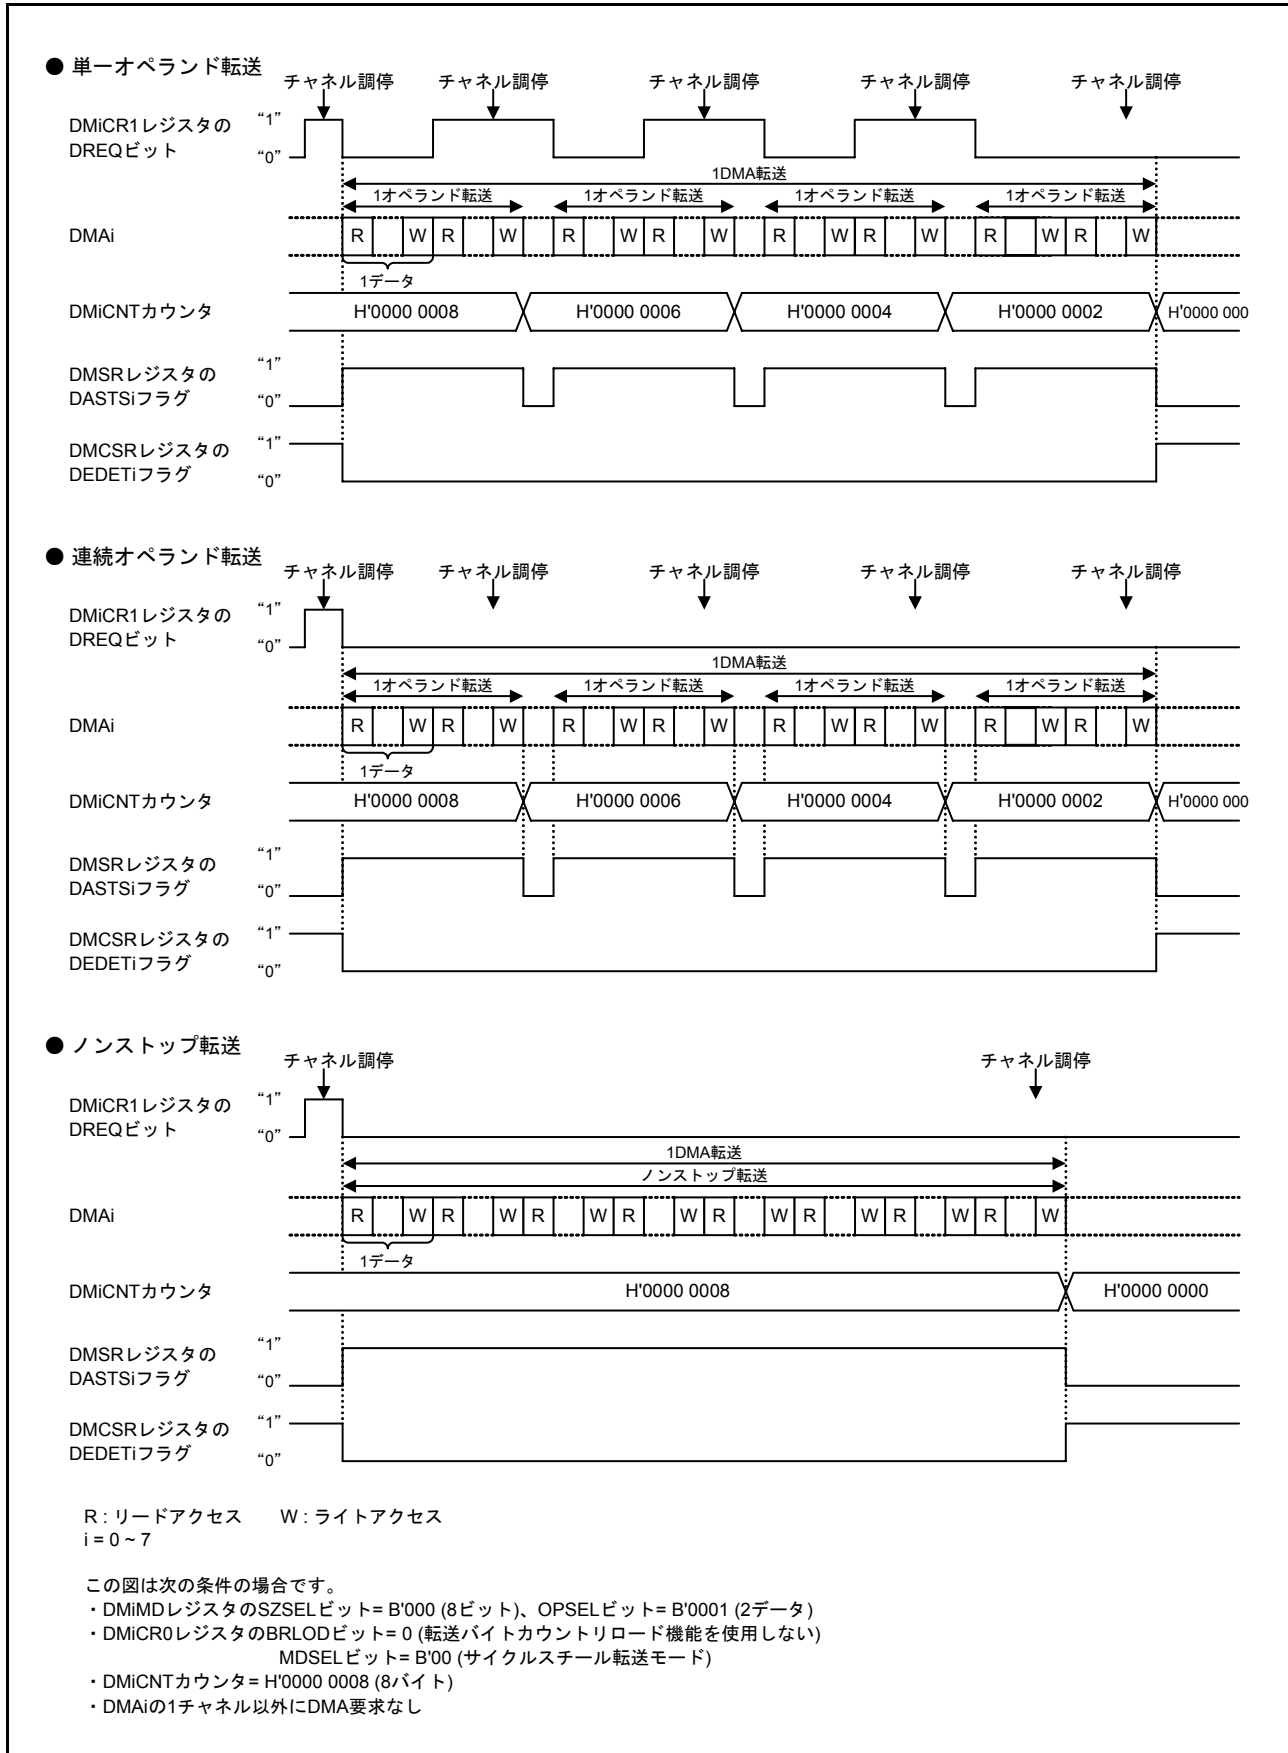 ● 単一オペランド転送
チャネル調停 チャネル調停 チャネル調停 チャネル調停 チャネル調停
DMiCR1レジスタの
DREQビット
“1”
“0”
1DMA転送
1オペランド転送 1オペランド転送 1オペランド転送 1オペランド転送
DMAi
R W R W R W R W R W R W R W R W
1データ
DMiCNTカウンタ
H'0000 0008 H'0000 0006 H'0000 0004 H'0000 0002 H'0000 000
DMSRレジスタの
DASTSiフラグ
“1”
“0”
DMCSRレジスタの
DEDETiフラグ
“1”
“0”
● 連続オペランド転送
チャネル調停 チャネル調停 チャネル調停 チャネル調停 チャネル調停
DMiCR1レジスタの
DREQビット
“1”
“0”
1DMA転送
1オペランド転送 1オペランド転送 1オペランド転送 1オペランド転送
DMAi
R W R W R W R W R W R W R W R W
1データ
DMiCNTカウンタ
H'0000 0008 H'0000 0006 H'0000 0004 H'0000 0002 H'0000 000
DMSRレジスタの
DASTSiフラグ
“1”
“0”
DMCSRレジスタの
DEDETiフラグ
“1”
“0”
● ノンストップ転送
チャネル調停 チャネル調停
DMiCR1レジスタの
DREQビット
“1”
“0”
1DMA転送
ノンストップ転送
DMAi
R W R W R W R W R W R W R W R W
1データ
DMiCNTカウンタ
H'0000 0008 H'0000 0000
DMSRレジスタの
DASTSiフラグ
“1”
“0”
DMCSRレジスタの
DEDETiフラグ
“1”
“0”
R : リードアクセス W : ライトアクセス
i = 0 ~ 7
この図は次の条件の場合です。
・DMiMDレジスタのSZSELビット= B'000 (8ビット)、OPSELビット= B'0001 (2データ)
・DMiCR0レジスタのBRLODビット= 0 (転送バイトカウントリロード機能を使用しない)
MDSELビット= B'00 (サイクルスチール転送モード)
・DMiCNTカウンタ= H'0000 0008 (8バイト)
・DMAiの1チャネル以外にDMA要求なし